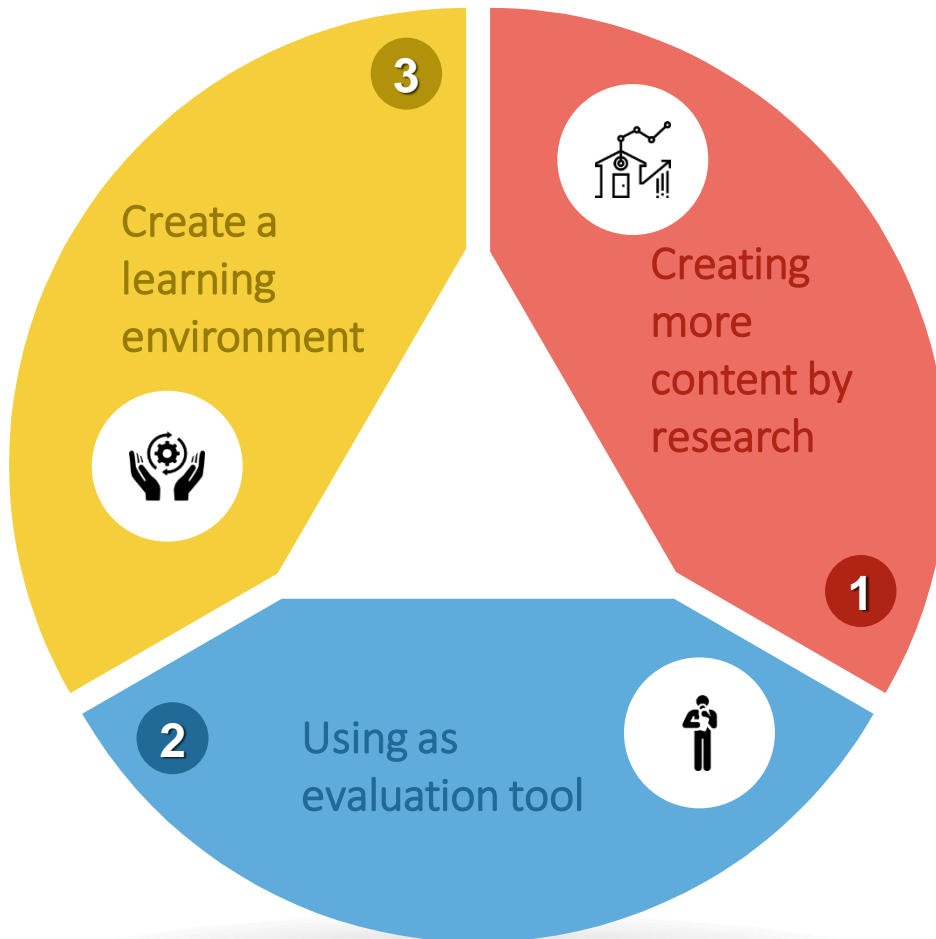 3
Create a
learning
environment
Creating
more
content by
research
1
2
Using as
evaluation tool